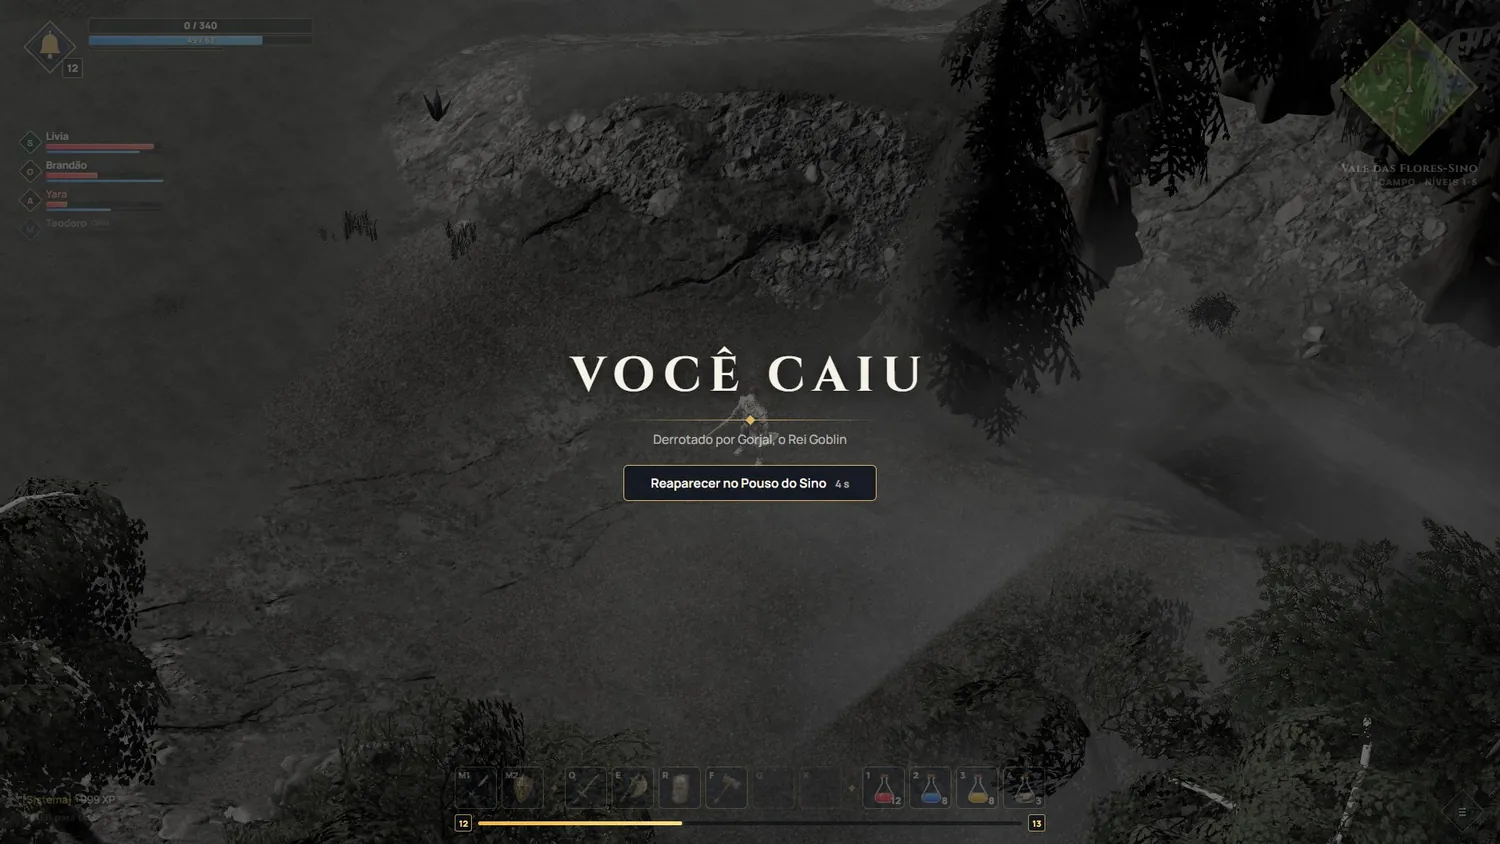 0 / 340
12
S
Lívia
O
Brandão
A
Yara
Teodoro
VALE DAS FLORES-SINO
CAMPO · NÍVEIS 1-5
VOCÊ CAIU
Derrotado por Gorjal, o Rei Goblin
Reaparecer no Pouso do Sino 4 s
M1 M2 Q E R F G X 1 2 3 4
12 8 8 3
[Sistema]
12 13